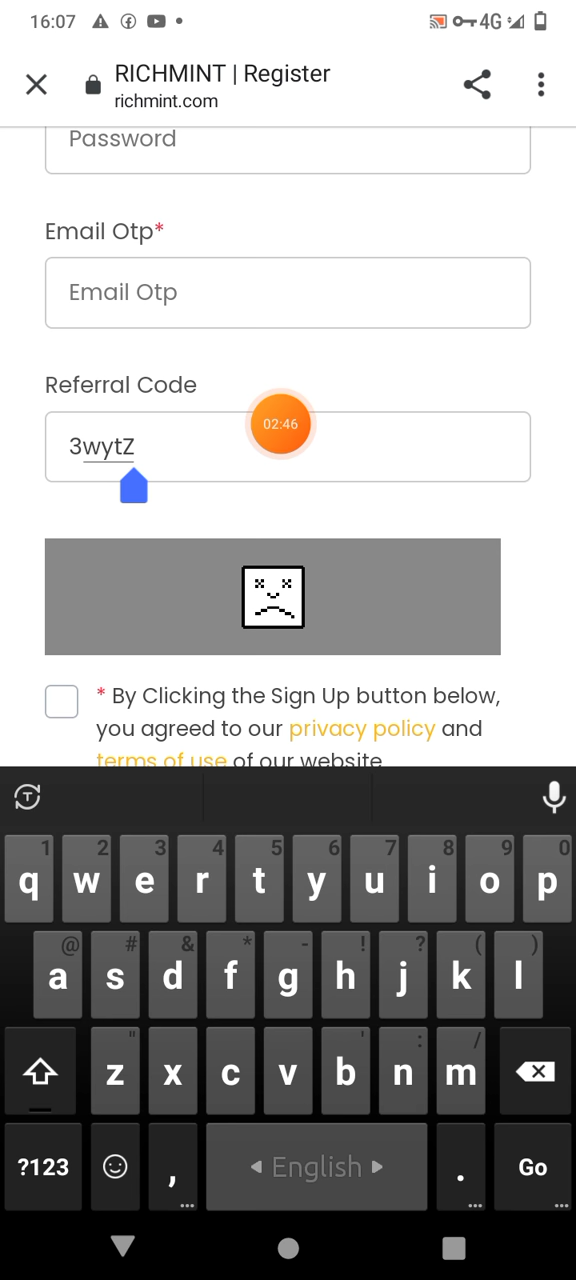 16:07 4G
RICHMINT | Register
richmint.com
Password
Email Otp*
Email Otp
Referral Code
02:46
3wytZ
* By Clicking the Sign Up button below,
you agreed to our privacy policy and
terms of use of our website
1 2 3 4 5 6 7 8 9 0
q w e r t y u i o p
@ # & * - ! ? ( )
a s d f g h j k l
" ' : /
z x c v b n m
?123 , English . Go